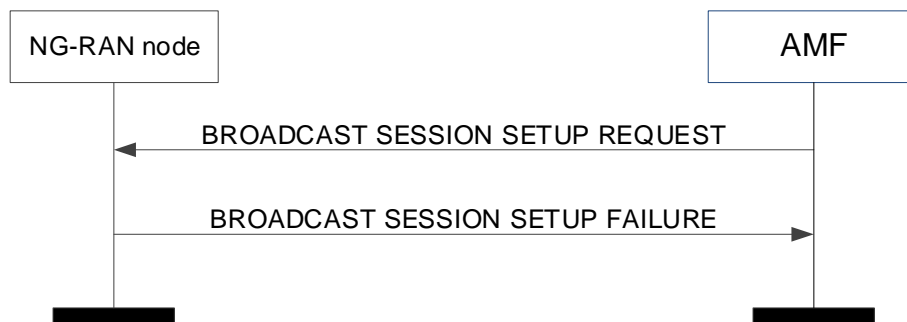 NG-RAN node
AMF
BROADCAST SESSION SETUP REQUEST
BROADCAST SESSION SETUP FAILURE